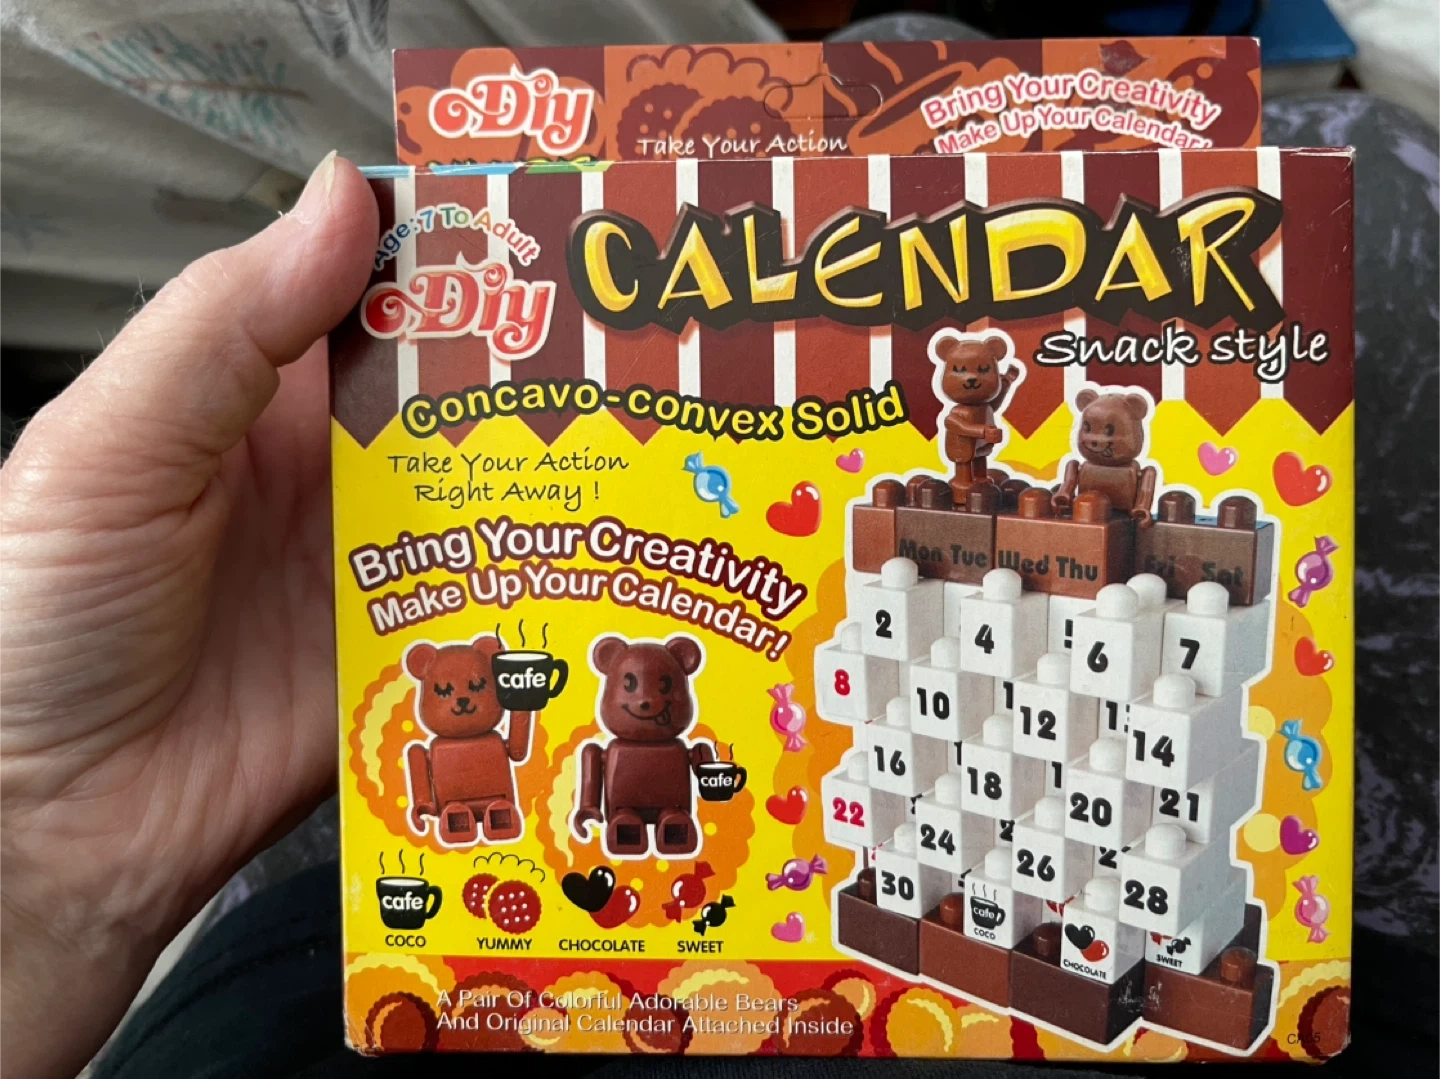 Diy
Take Your Action
Bring Your Creativity
Make Up Your Calendar!
Age:7 To Adult
Diy
CALENDAR
Snack style
Concavo-convex Solid
Take Your Action
Right Away !
Bring Your Creativity
Make Up Your Calendar!
Mon Tue Wed Thu Fri Sat
2 4 6 7
8 10 12 14
16 18 20 21
22 24 26 28
30
cafe
COCO
CHOCOLATE
SWEET
cafe
cafe
cafe
COCO YUMMY CHOCOLATE SWEET
A Pair Of Colorful Adorable Bears
And Original Calendar Attached Inside